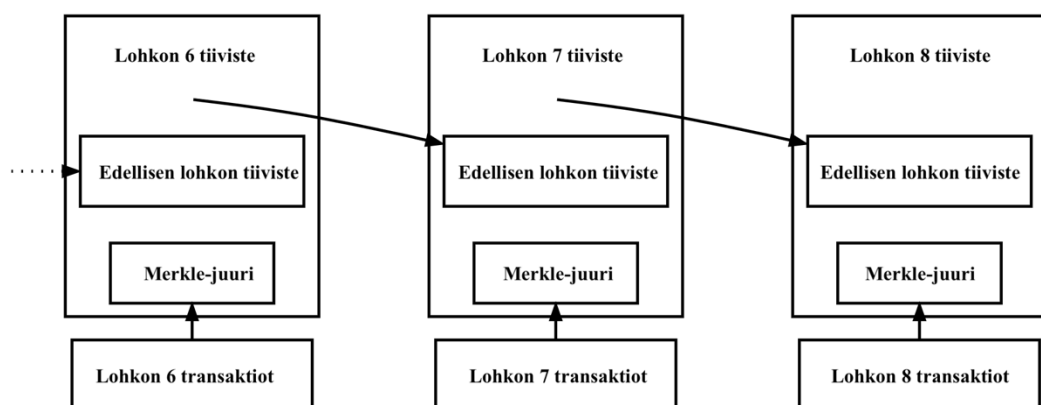 Lohkon 6 tiiviste
Lohkon 7 tiiviste
Lohkon 8 tiiviste
Edellisen lohkon tiiviste
Edellisen lohkon tiiviste
Edellisen lohkon tiiviste
Merkle-juuri
Merkle-juuri
Merkle-juuri
Lohkon 6 transaktiot
Lohkon 7 transaktiot
Lohkon 8 transaktiot